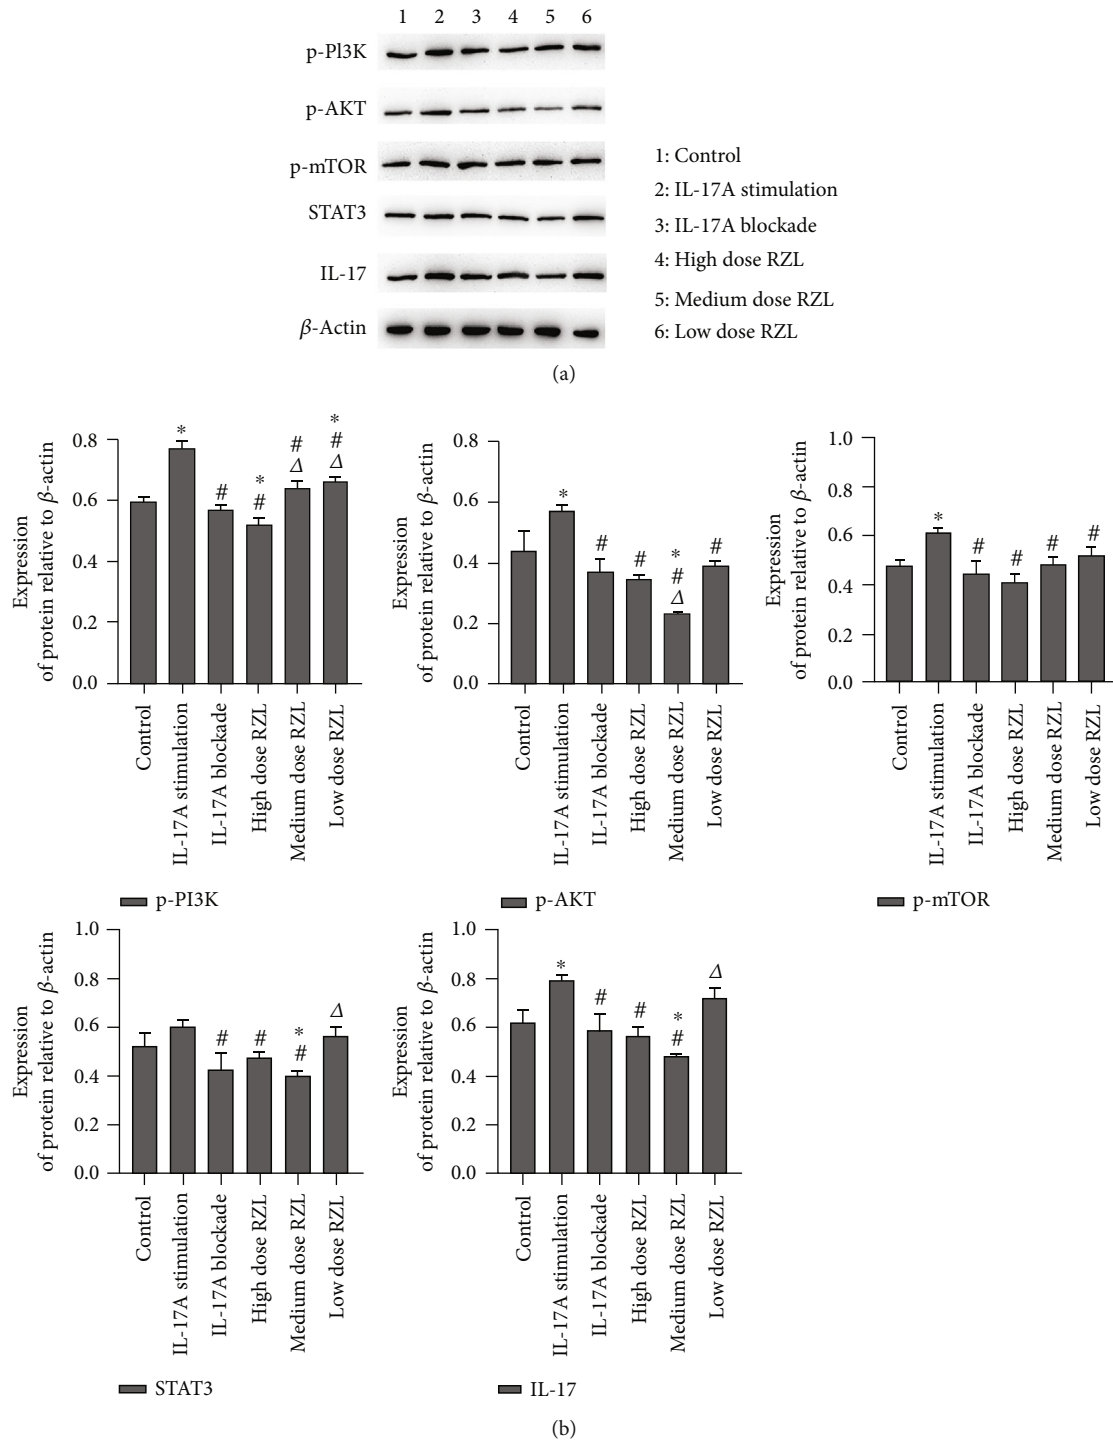 1 2 3 4 5 6
p-Pl3K
p-AKT
p-mTOR
STAT3
IL-17
β-Actin
1: Control
2: IL-17A stimulation
3: IL-17A blockade
4: High dose RZL
5: Medium dose RZL
6: Low dose RZL
(a)
Expression
of protein relative to β-actin
0.8
0.6
0.4
0.2
0.0
*
#
*
#
#
Δ
*
#
Δ
Control
IL-17A stimulation
IL-17A blockade
High dose RZL
Medium dose RZL
Low dose RZL
p-PI3K
Expression
of protein relative to β-actin
0.8
0.6
0.4
0.2
0.0
*
#
#
*
#
Δ
#
Control
IL-17A stimulation
IL-17A blockade
High dose RZL
Medium dose RZL
Low dose RZL
p-AKT
Expression
of protein relative to β-actin
1.0
0.8
0.6
0.4
0.2
0.0
*
#
#
#
#
Control
IL-17A stimulation
IL-17A blockade
High dose RZL
Medium dose RZL
Low dose RZL
p-mTOR
Expression
of protein relative to β-actin
1.0
0.8
0.6
0.4
0.2
0.0
#
#
*
#
Δ
Control
IL-17A stimulation
IL-17A blockade
High dose RZL
Medium dose RZL
Low dose RZL
STAT3
Expression
of protein relative to β-actin
1.0
0.8
0.6
0.4
0.2
0.0
*
#
#
*
#
Δ
Control
IL-17A stimulation
IL-17A blockade
High dose RZL
Medium dose RZL
Low dose RZL
IL-17
(b)